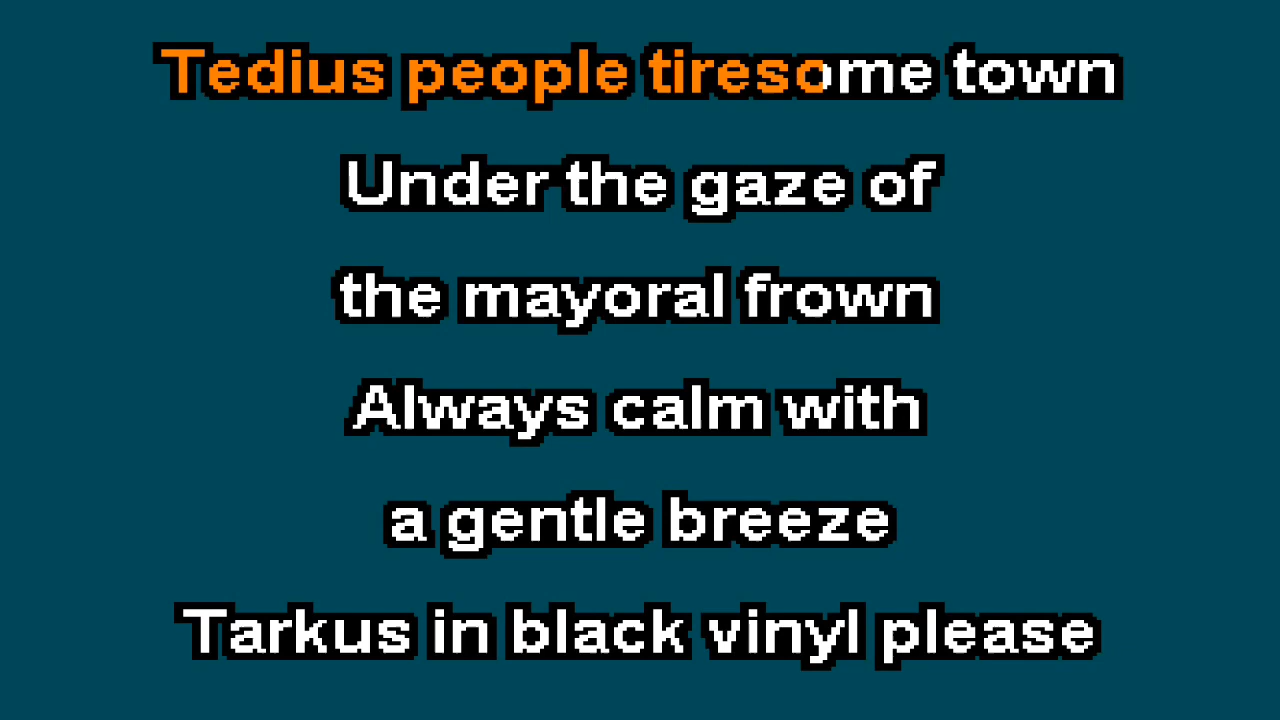 Tedius people tiresome town
Under the gaze of
the mayoral frown
Always calm with
a gentle breeze
Tarkus in black vinyl please